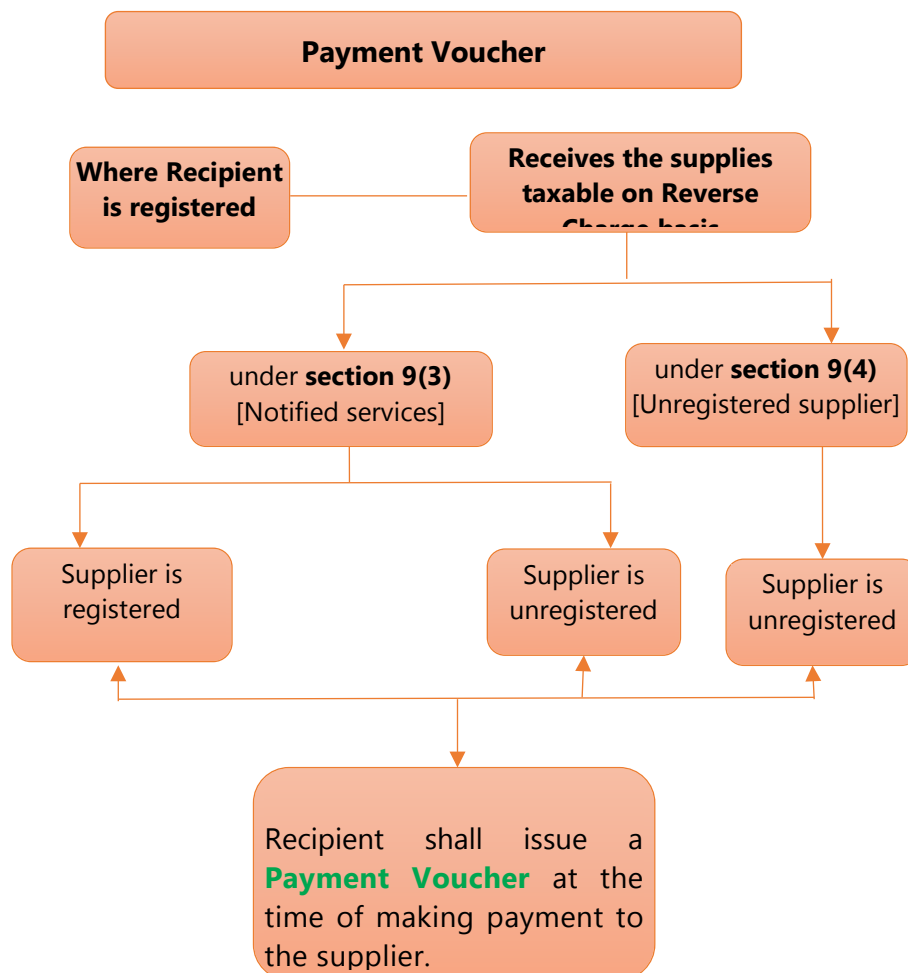 Payment Voucher
Where Recipient
is registered
Receives the supplies
taxable on Reverse
Charge basis
under section 9(3)
[Notified services]
under section 9(4)
[Unregistered supplier]
Supplier is
registered
Supplier is
unregistered
Supplier is
unregistered
Recipient shall issue a
Payment Voucher at the
time of making payment to
the supplier.